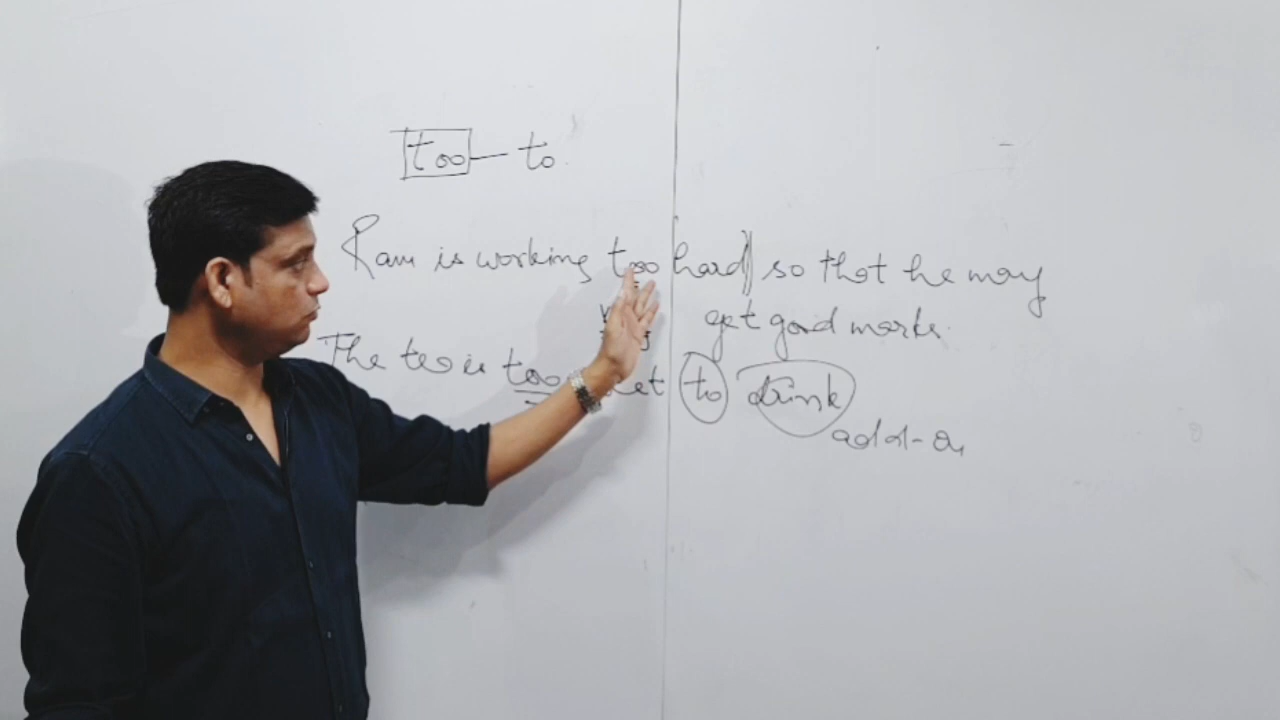 too — to
Ram is working too hard so that he may
get good marks.
The tea is too to drink
add-